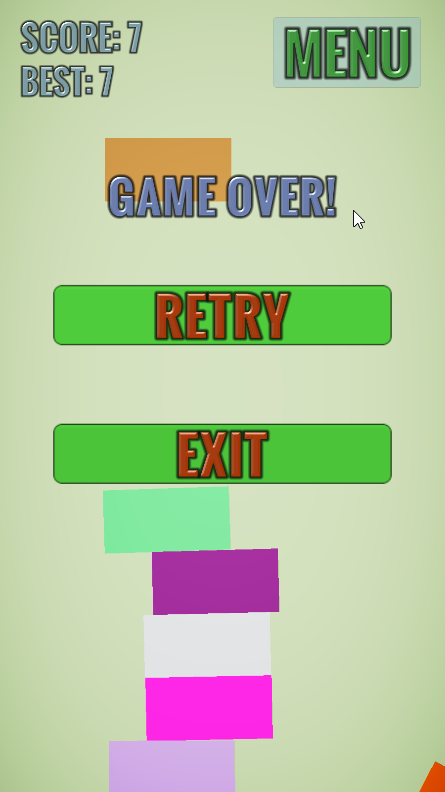 SCORE: 7
BEST: 7
MENU
GAME OVER!
RETRY
EXIT